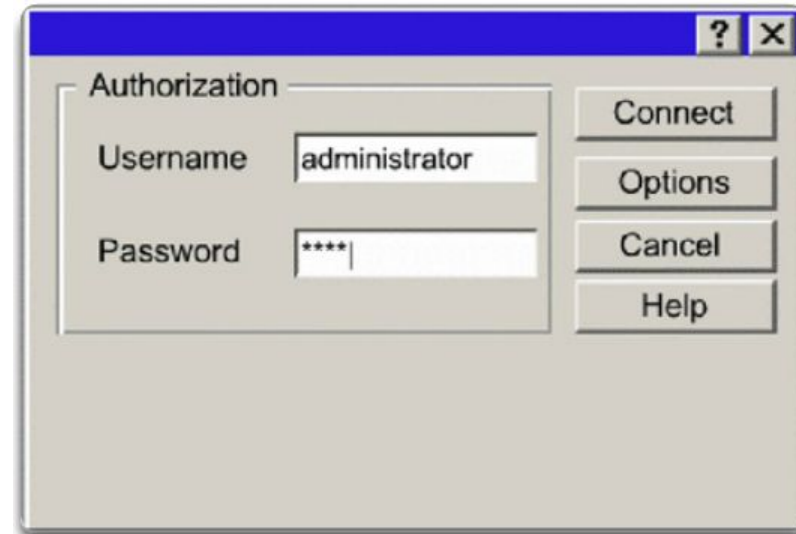 ?
Authorization
Username administrator
Password ****
Connect
Options
Cancel
Help